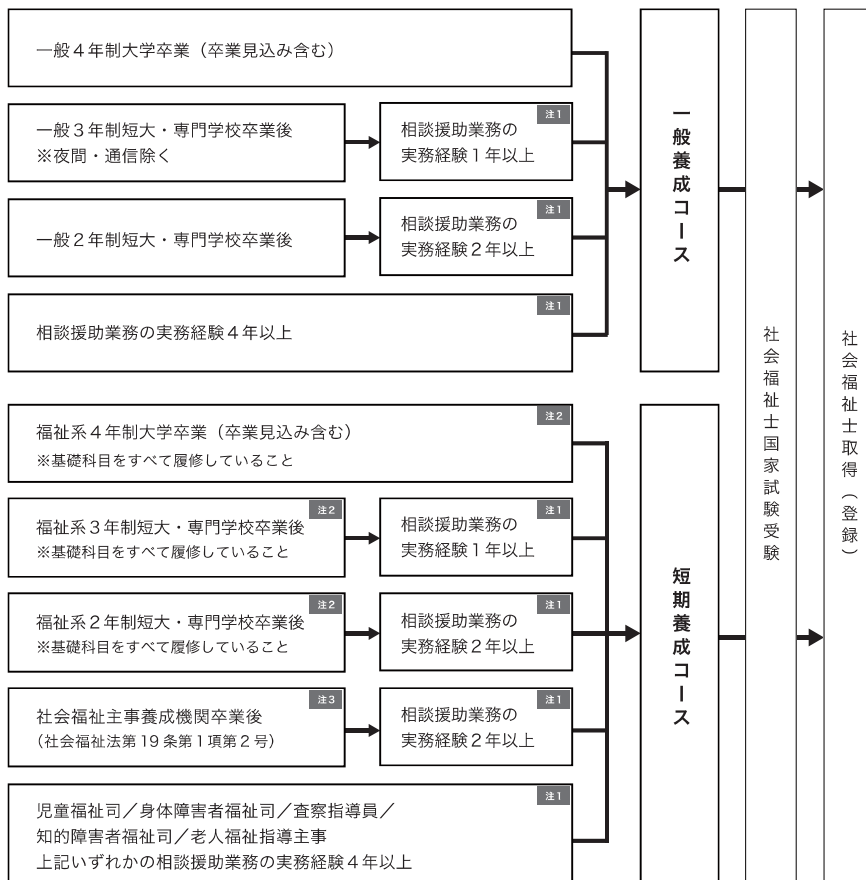 一般４年制大学卒業（卒業見込み含む）
一般３年制短大・専門学校卒業後
※夜間・通信除く
注1
相談援助業務の
実務経験１年以上
一般２年制短大・専門学校卒業後
注1
相談援助業務の
実務経験２年以上
注1
相談援助業務の実務経験４年以上
一般養成コース
注2
福祉系４年制大学卒業（卒業見込み含む）
※基礎科目をすべて履修していること
注2
福祉系３年制短大・専門学校卒業後
※基礎科目をすべて履修していること
注1
相談援助業務の
実務経験１年以上
注2
福祉系２年制短大・専門学校卒業後
※基礎科目をすべて履修していること
注1
相談援助業務の
実務経験２年以上
注3
社会福祉主事養成機関卒業後
（社会福祉法第19条第１項第２号）
注1
相談援助業務の
実務経験２年以上
注1
児童福祉司／身体障害者福祉司／査察指導員／
知的障害者福祉司／老人福祉指導主事
上記いずれかの相談援助業務の実務経験４年以上
短期養成コース
社会福祉士国家試験受験
社会福祉士取得（登録）